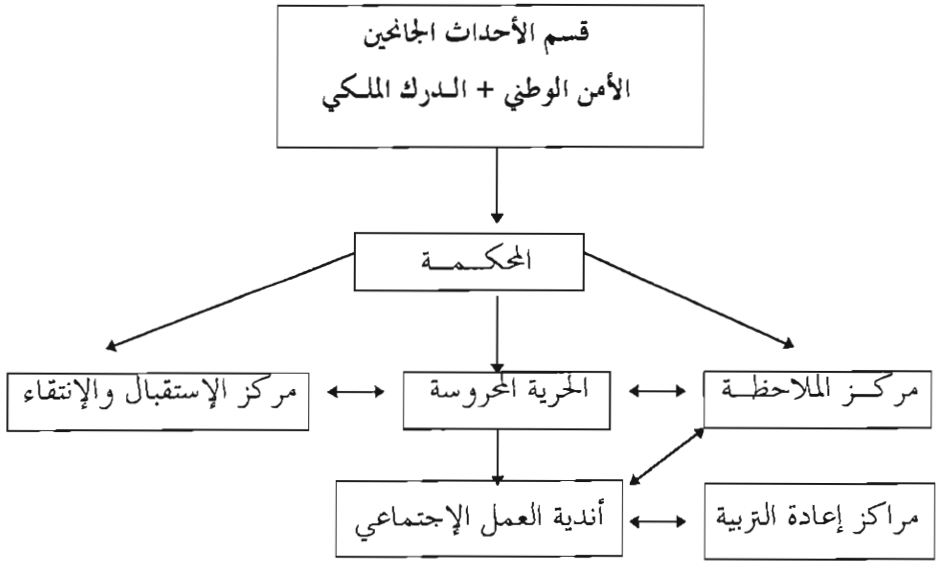 قسم الأحداث الجانحين
الأمن الوطني + الدرك الملكي
المحكمة
مركز الملاحظة
الحرية المحروسة
مركز الإستقبال والإنتقاء
مراكز إعادة التربية
أندية العمل الإجتماعي